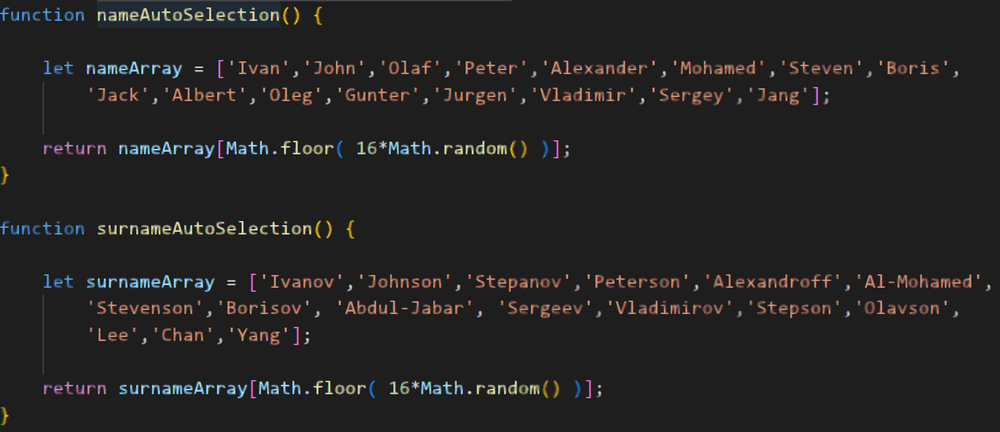 function nameAutoSelection() {
let nameArray = ['Ivan','John','Olaf','Peter','Alexander','Mohamed','Steven','Boris',
'Jack','Albert','Oleg','Gunter','Jurgen','Vladimir','Sergey','Jang'];
return nameArray[Math.floor( 16*Math.random() )];
}
function surnameAutoSelection() {
let surnameArray = ['Ivanov','Johnson','Stepanov','Peterson','Alexandroff','Al-Mohamed',
'Stevenson','Borisov', 'Abdul-Jabar', 'Sergeev','Vladimirov','Stepson','Olavson',
'Lee','Chan','Yang'];
return surnameArray[Math.floor( 16*Math.random() )];
}